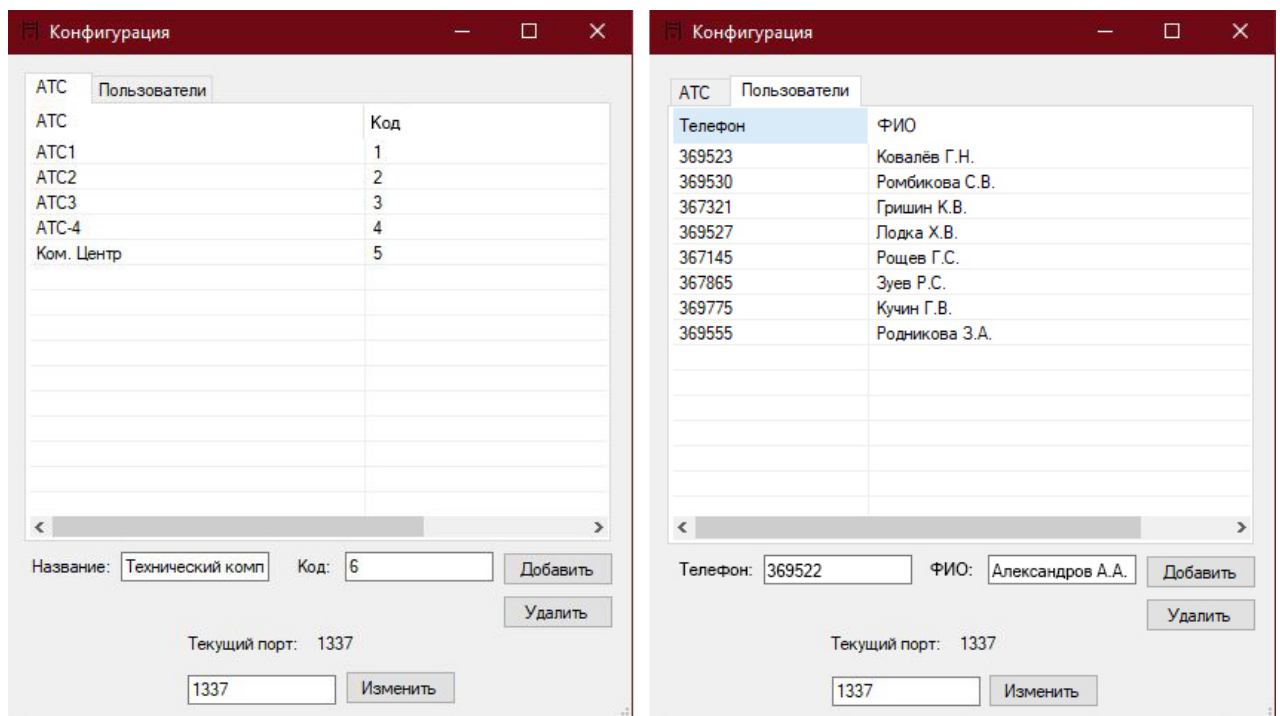 Конфигурация
АТС Пользователи
АТС Код
АТС1 1
АТС2 2
АТС3 3
АТС-4 4
Ком. Центр 5
Название: Технический комп Код: 6 Добавить
Удалить
Текущий порт: 1337
1337 Изменить
Конфигурация
АТС Пользователи
Телефон ФИО
369523 Ковалёв Г.Н.
369530 Ромбикова С.В.
367321 Гришин К.В.
369527 Лодка Х.В.
367145 Рощев Г.С.
367865 Зуев Р.С.
369775 Кучин Г.В.
369555 Родникова З.А.
Телефон: 369522 ФИО: Александров А.А. Добавить
Удалить
Текущий порт: 1337
1337 Изменить